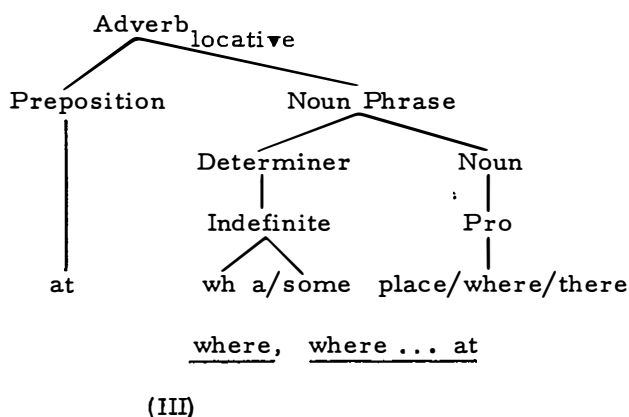 Adverb locative
Preposition Noun Phrase
Determiner Noun
Indefinite Pro
at wh a/some place/where/there
where, where ... at
(III)